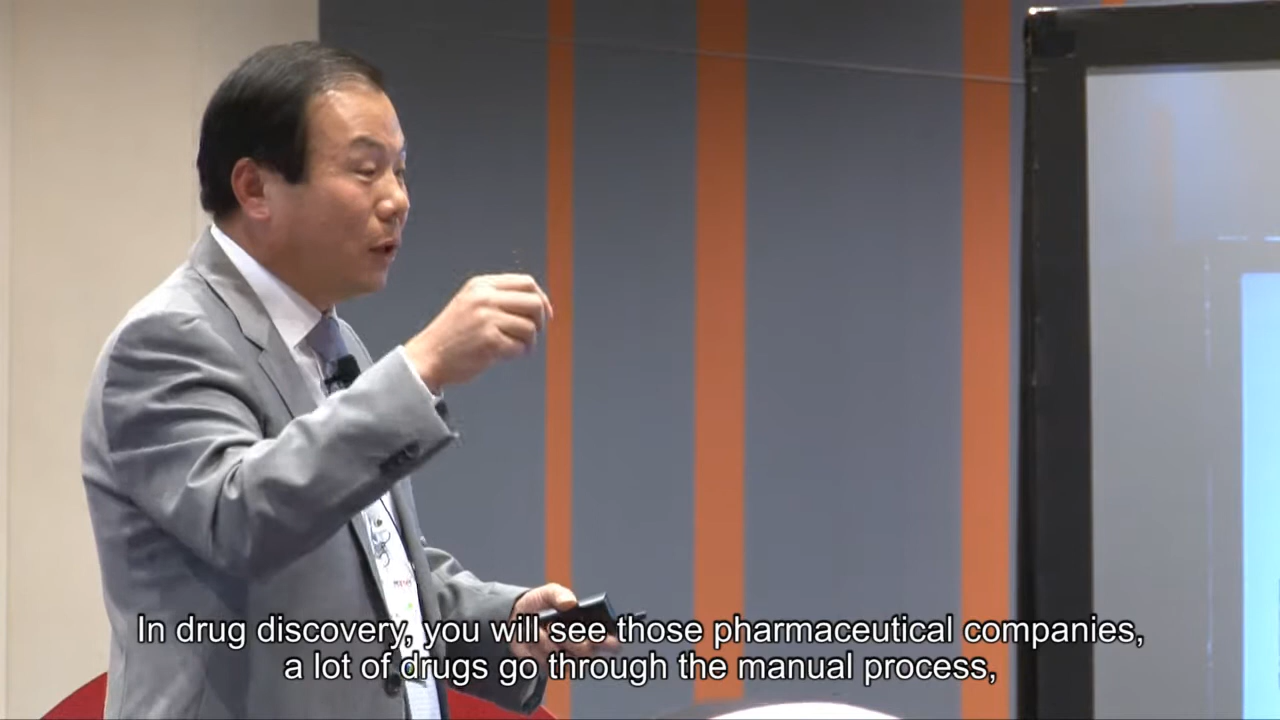 In drug discovery, you will see those pharmaceutical companies,
a lot of drugs go through the manual process,